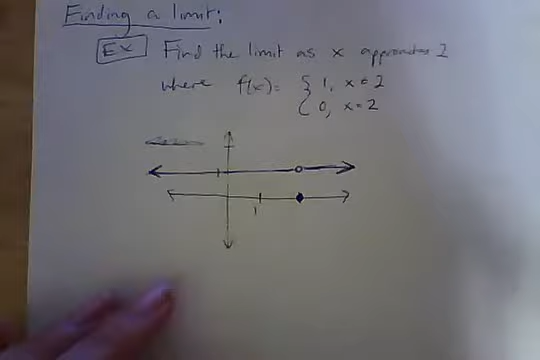 Finding a limit:
Ex Find the limit as x approaches 2
where f(x) = { 1, x ≠ 2
0, x = 2
1